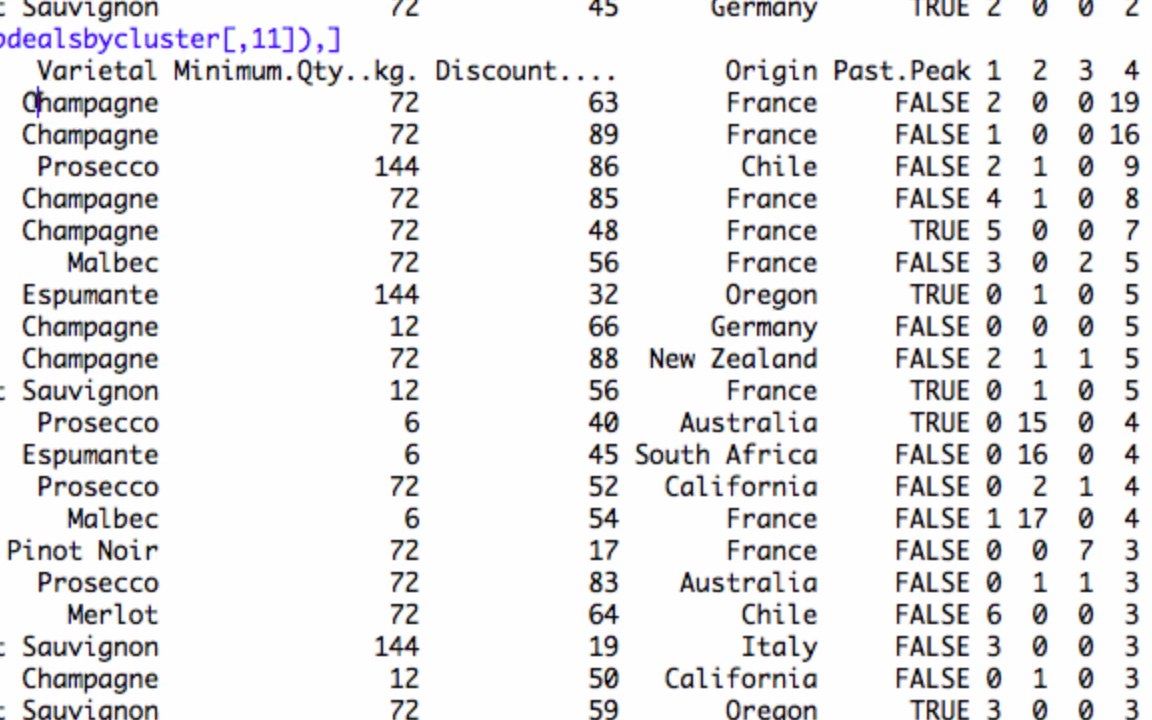 Sauvignon 72 45 Germany TRUE 2 0 0 2
dealsbycluster[,11]),]
Varietal Minimum.Qty..kg. Discount.... Origin Past.Peak 1 2 3 4
Champagne 72 63 France FALSE 2 0 0 19
Champagne 72 89 France FALSE 1 0 0 16
Prosecco 144 86 Chile FALSE 2 1 0 9
Champagne 72 85 France FALSE 4 1 0 8
Champagne 72 48 France TRUE 5 0 0 7
Malbec 72 56 France FALSE 3 0 2 5
Espumante 144 32 Oregon TRUE 0 1 0 5
Champagne 12 66 Germany FALSE 0 0 0 5
Champagne 72 88 New Zealand FALSE 2 1 1 5
Sauvignon 12 56 France TRUE 0 1 0 5
Prosecco 6 40 Australia TRUE 0 15 0 4
Espumante 6 45 South Africa FALSE 0 16 0 4
Prosecco 72 52 California FALSE 0 2 1 4
Malbec 6 54 France FALSE 1 17 0 4
Pinot Noir 72 17 France FALSE 0 0 7 3
Prosecco 72 83 Australia FALSE 0 1 1 3
Merlot 72 64 Chile FALSE 6 0 0 3
Sauvignon 144 19 Italy FALSE 3 0 0 3
Champagne 12 50 California FALSE 0 1 0 3
Sauvignon 72 59 Oregon TRUE 3 0 0 3